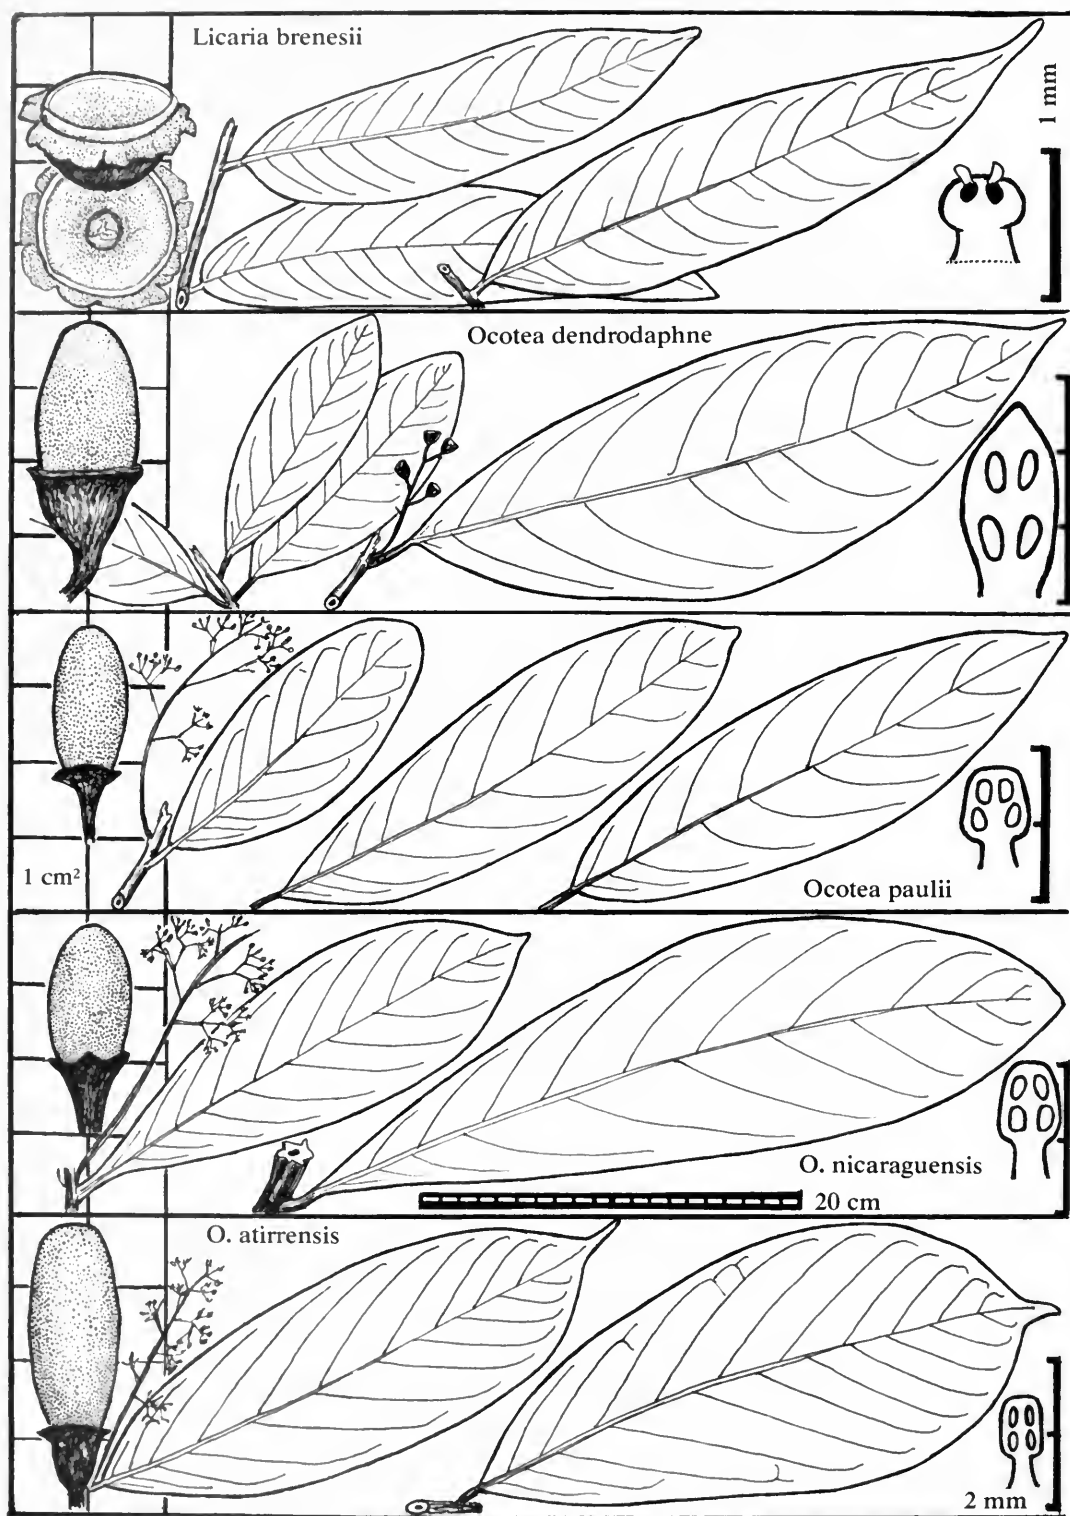 Licaria brenesii
1 mm
Ocotea dendrodaphne
1 cm²
Ocotea paulii
O. nicaraguensis
20 cm
O. atirrensis
2 mm